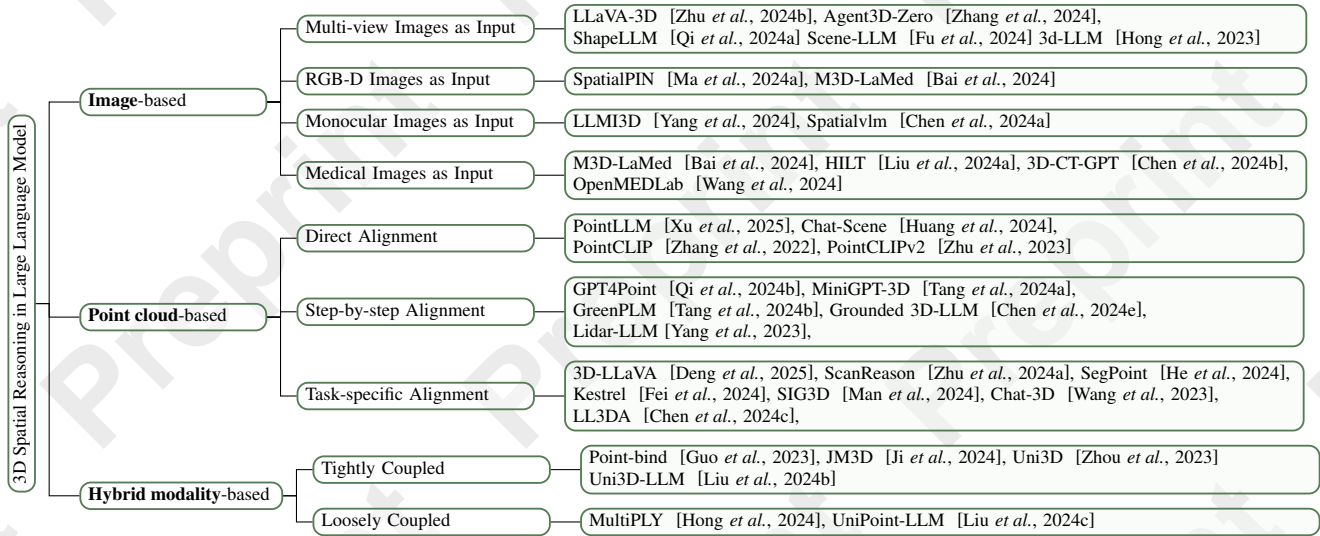 3D Spatial Reasoning in Large Language Model
Image-based
Multi-view Images as Input
LLaVA-3D [Zhu et al., 2024b], Agent3D-Zero [Zhang et al., 2024],
ShapeLLM [Qi et al., 2024a] Scene-LLM [Fu et al., 2024] 3d-LLM [Hong et al., 2023]
RGB-D Images as Input
SpatialPIN [Ma et al., 2024a], M3D-LaMed [Bai et al., 2024]
Monocular Images as Input
LLMI3D [Yang et al., 2024], Spatialvlm [Chen et al., 2024a]
Medical Images as Input
M3D-LaMed [Bai et al., 2024], HILT [Liu et al., 2024a], 3D-CT-GPT [Chen et al., 2024b],
OpenMEDLab [Wang et al., 2024]
Point cloud-based
Direct Alignment
PointLLM [Xu et al., 2025], Chat-Scene [Huang et al., 2024],
PointCLIP [Zhang et al., 2022], PointCLIPv2 [Zhu et al., 2023]
Step-by-step Alignment
GPT4Point [Qi et al., 2024b], MiniGPT-3D [Tang et al., 2024a],
GreenPLM [Tang et al., 2024b], Grounded 3D-LLM [Chen et al., 2024e],
Lidar-LLM [Yang et al., 2023],
Task-specific Alignment
3D-LLaVA [Deng et al., 2025], ScanReason [Zhu et al., 2024a], SegPoint [He et al., 2024],
Kestrel [Fei et al., 2024], SIG3D [Man et al., 2024], Chat-3D [Wang et al., 2023],
LL3DA [Chen et al., 2024c],
Hybrid modality-based
Tightly Coupled
Point-bind [Guo et al., 2023], JM3D [Ji et al., 2024], Uni3D [Zhou et al., 2023]
Uni3D-LLM [Liu et al., 2024b]
Loosely Coupled
MultiPLY [Hong et al., 2024], UniPoint-LLM [Liu et al., 2024c]
Preprint
Preprint
Preprint